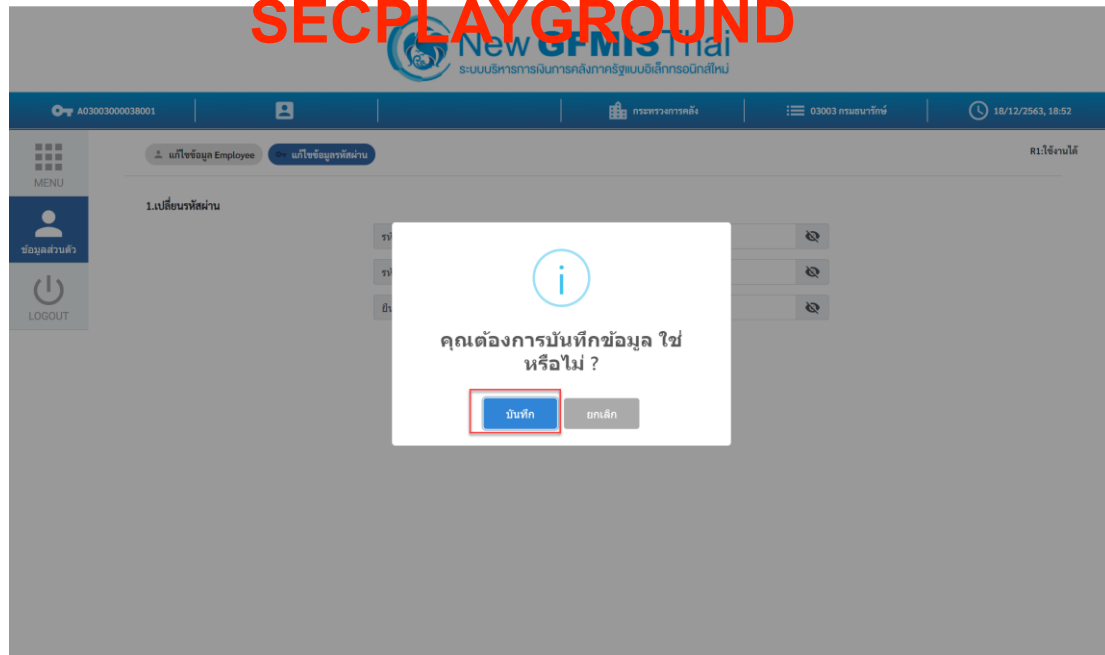 SECPLAYGROUND
New GFMIS Thai
ระบบบริหารการเงินการคลังภาครัฐแบบอิเล็กทรอนิกส์ใหม่
A03003000038001
กระทรวงการคลัง
03003 กรมธนารักษ์
18/12/2563, 18:52
MENU
แก้ไขข้อมูล Employee
แก้ไขข้อมูลรหัสผ่าน
R1:ใช้งานได้
1.เปลี่ยนรหัสผ่าน
ข้อมูลส่วนตัว
LOGOUT
คุณต้องการบันทึกข้อมูล ใช่
หรือไม่ ?
บันทึก
ยกเลิก